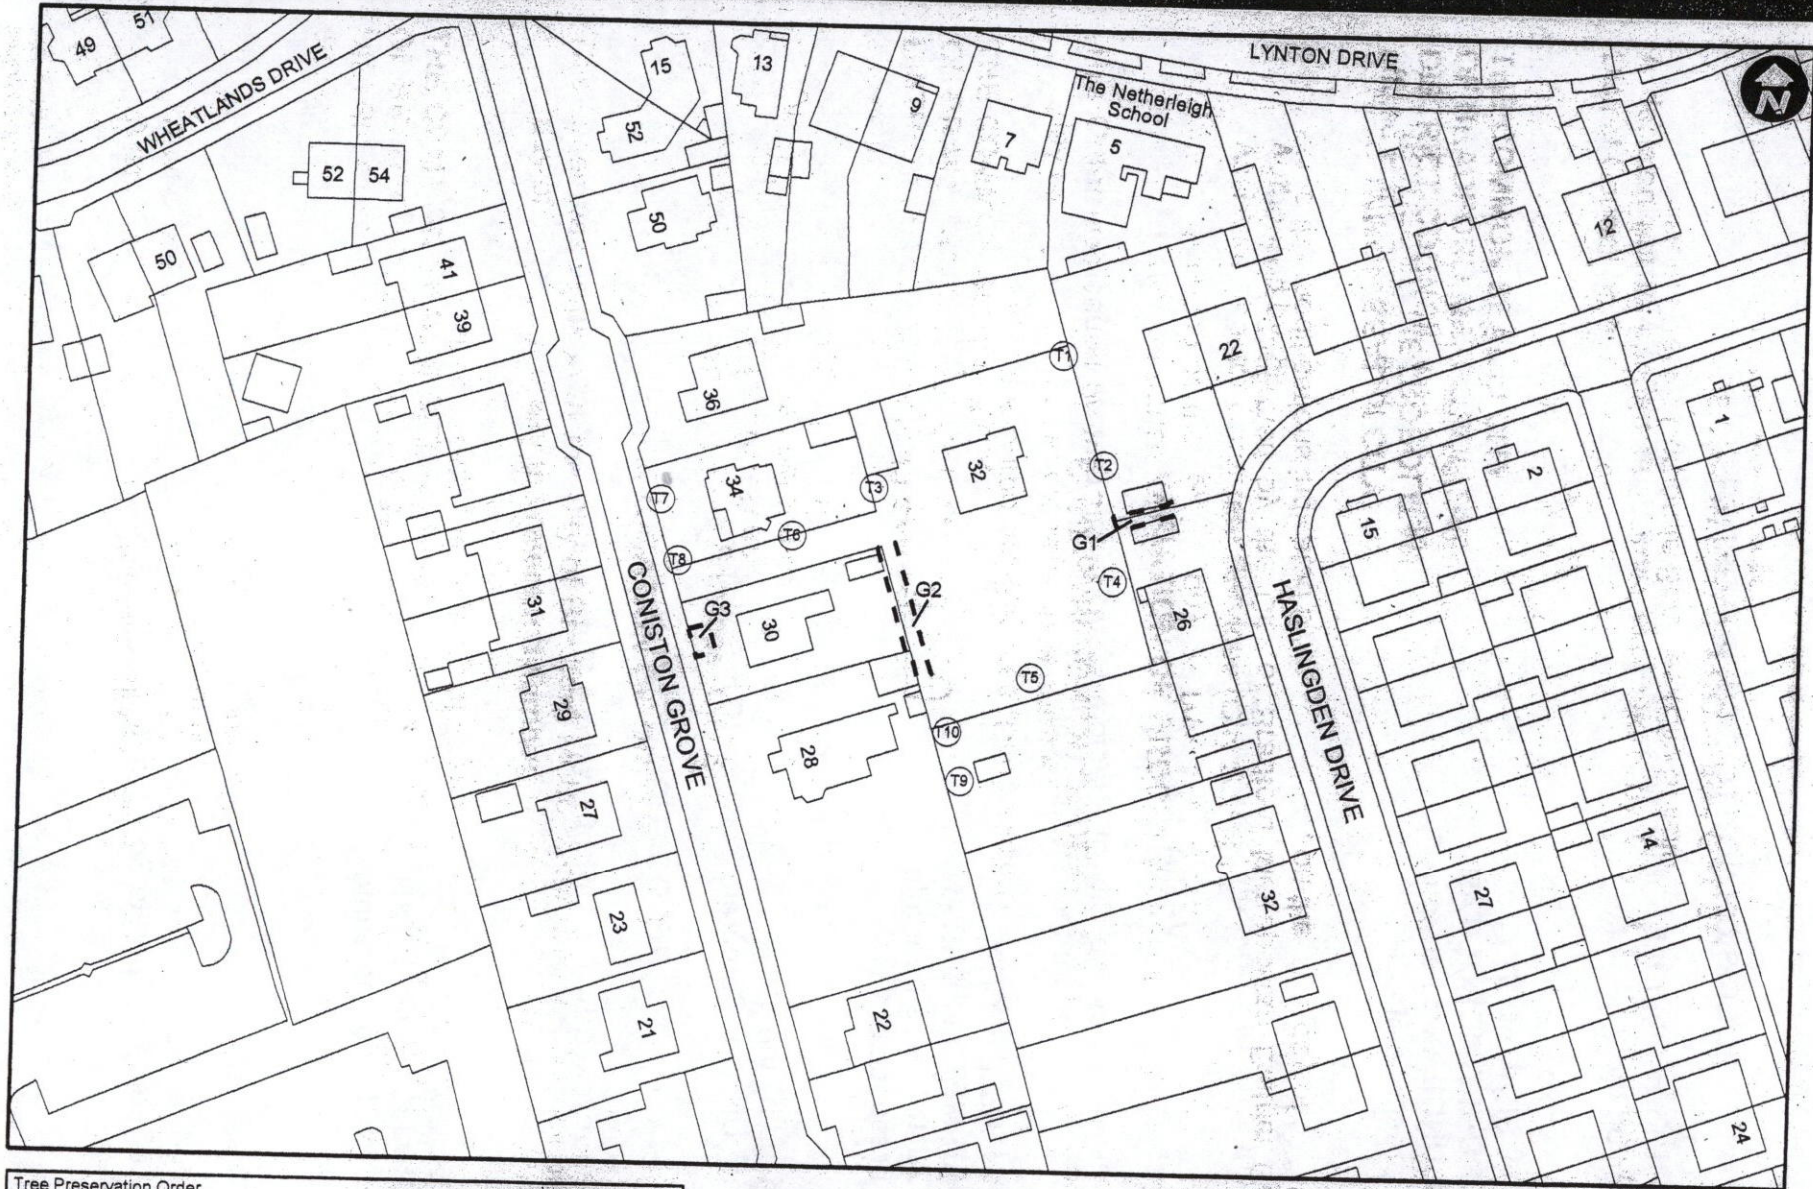 51
49
WHEATLANDS DRIVE
LYNTON DRIVE
N
15
13
9
The Netherleigh
School
7
5
52
52 54
50
50
12
41
39
22
T1
36
1
32
T2
2
34
T3
T7
15
T6
G1
T8
T4
CONISTON GROVE
G2
G3
31
30
26
HASLINGDEN DRIVE
T5
29
T10
28
T9
27
14
32
27
23
21
22
24
Tree Preservation Order